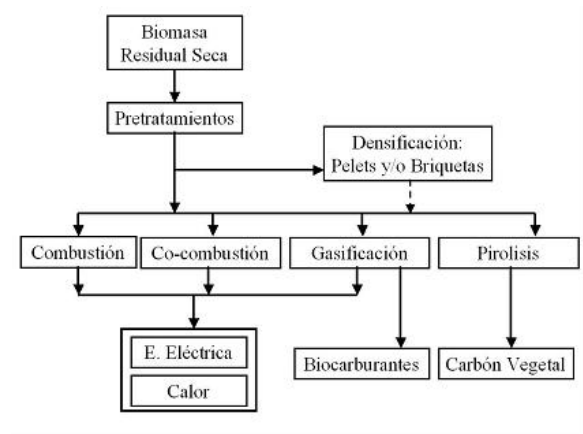 Biomasa
Residual Seca
Pretratamientos
Densificación:
Pelets y/o Briquetas
Combustión
Co-combustión
Gasificación
Pirolisis
E. Eléctrica
Calor
Biocarburantes
Carbón Vegetal